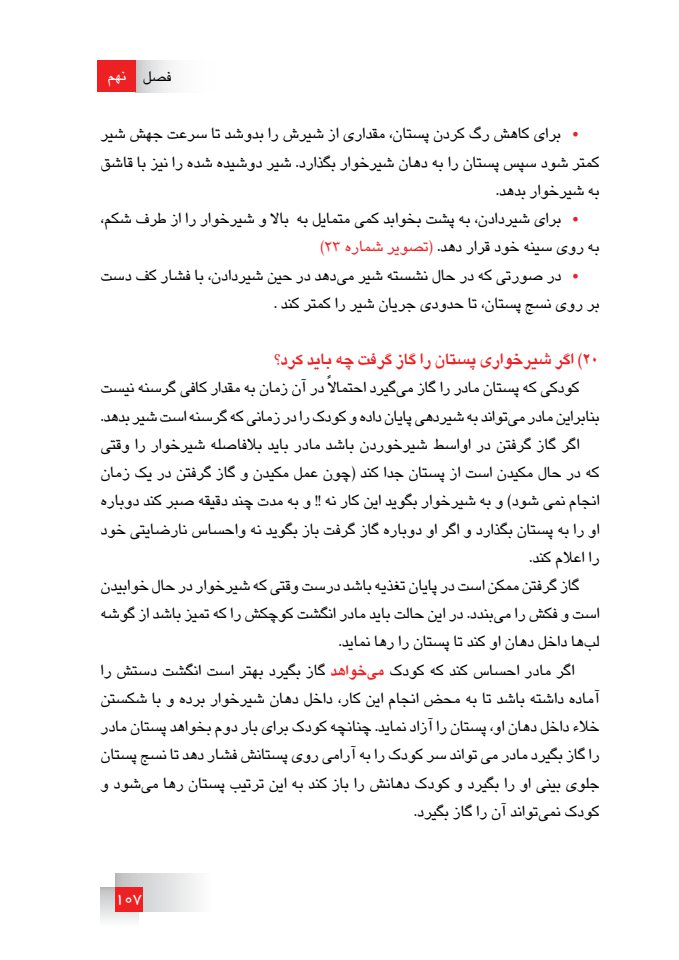 فصل نهم
• برای کاهش رگ کردن پستان، مقداری از شیرش را بدوشد تا سرعت جهش شیر
کمتر شود سپس پستان را به دهان شیرخوار بگذارد. شیر دوشیده شده را نیز با قاشق
به شیرخوار بدهد.
• برای شیردادن، به پشت بخوابد کمی متمایل به بالا و شیرخوار را از طرف شکم،
به روی سینه خود قرار دهد. (تصویر شماره ۲۳)
• در صورتی که در حال نشسته شیر می‌دهد در حین شیردادن، با فشار کف دست
بر روی نسج پستان، تا حدودی جریان شیر را کمتر کند .
۲۰) اگر شیرخواری پستان را گاز گرفت چه باید کرد؟
کودکی که پستان مادر را گاز می‌گیرد احتمالاً در آن زمان به مقدار کافی گرسنه نیست
بنابراین مادر می‌تواند به شیردهی پایان داده و کودک را در زمانی که گرسنه است شیر بدهد.
اگر گاز گرفتن در اواسط شیرخوردن باشد مادر باید بلافاصله شیرخوار را وقتی
که در حال مکیدن است از پستان جدا کند (چون عمل مکیدن و گاز گرفتن در یک زمان
انجام نمی شود) و به شیرخوار بگوید این کار نه !! و به مدت چند دقیقه صبر کند دوباره
او را به پستان بگذارد و اگر او دوباره گاز گرفت باز بگوید نه واحساس نارضایتی خود
را اعلام کند.
گاز گرفتن ممکن است در پایان تغذیه باشد درست وقتی که شیرخوار در حال خوابیدن
است و فکش را می‌بندد. در این حالت باید مادر انگشت کوچکش را که تمیز باشد از گوشه
لب‌ها داخل دهان او کند تا پستان را رها نماید.
اگر مادر احساس کند که کودک می‌خواهد گاز بگیرد بهتر است انگشت دستش را
آماده داشته باشد تا به محض انجام این کار، داخل دهان شیرخوار برده و با شکستن
خلاء داخل دهان او، پستان را آزاد نماید. چنانچه کودک برای بار دوم بخواهد پستان مادر
را گاز بگیرد مادر می تواند سر کودک را به آرامی روی پستانش فشار دهد تا نسج پستان
جلوی بینی او را بگیرد و کودک دهانش را باز کند به این ترتیب پستان رها می‌شود و
کودک نمی‌تواند آن را گاز بگیرد.
۱۰۷